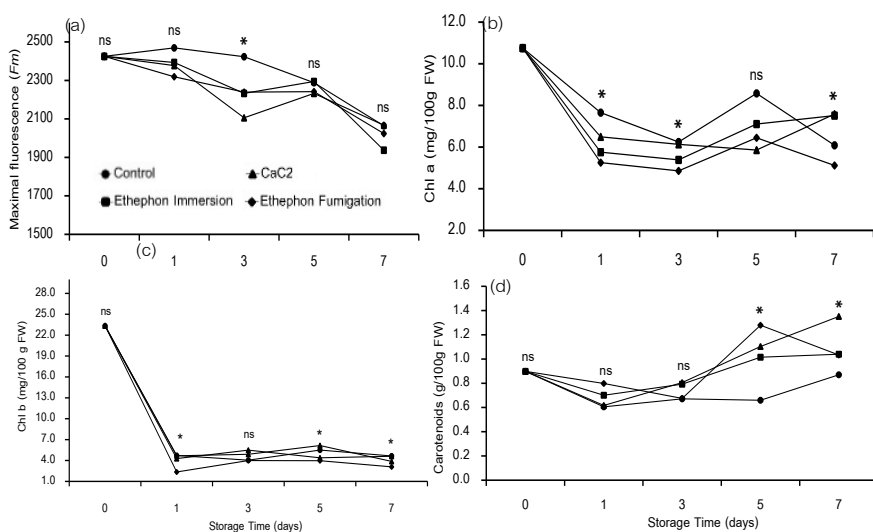 (a)
Maximal fluorescence (Fm)
2500
2300
2100
1900
1700
1500
ns
ns
*
ns
ns
Control
CaC2
Ethephon Immersion
Ethephon Fumigation
0 1 3 5 7
(b)
Chl a (mg/100g FW)
12.0
10.0
8.0
6.0
4.0
2.0
ns
*
*
ns
*
0 1 3 5 7
(c)
Chl b (mg/100 g FW)
28.0
25.0
22.0
19.0
16.0
13.0
10.0
7.0
4.0
1.0
ns
*
ns
*
*
0 1 3 5 7
Storage Time (days)
(d)
Carotenoids (g/100g FW)
1.6
1.4
1.2
1.0
0.8
0.6
0.4
0.2
0.0
ns
ns
ns
*
*
0 1 3 5 7
Storage Time (days)